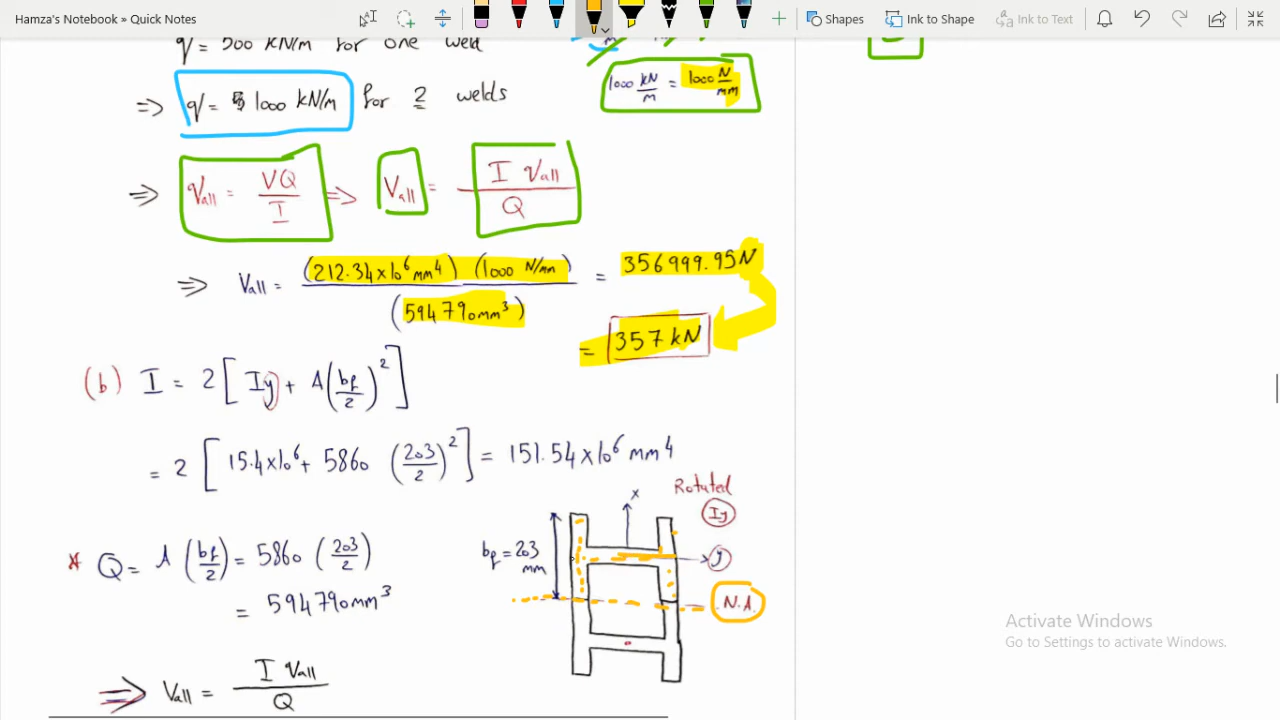 Hamza's Notebook » Quick Notes
Shapes
Ink to Shape
Ink to Text
q = 500 kN/m for one weld
1000 kN/m = 1000 N/mm
⇒ q = 1000 kN/m for 2 welds
⇒ qall = VQ/I ⇒ Vall = I qall/Q
⇒ Vall = (212.34x10^6 mm^4) (1000 N/mm) / (594790mm^3) = 356999.95N
= 357 kN
(b) I = 2[Iy + A(bf/2)^2]
= 2 [15.4x10^6 + 5860 (203/2)^2] = 151.54x10^6 mm^4
Rotated
Iy
x
* Q = A (bf/2) = 5860 (203/2)
bf = 203 mm
y
= 594790mm^3
N.A.
⇒ Vall = I qall/Q
Activate Windows
Go to Settings to activate Windows.